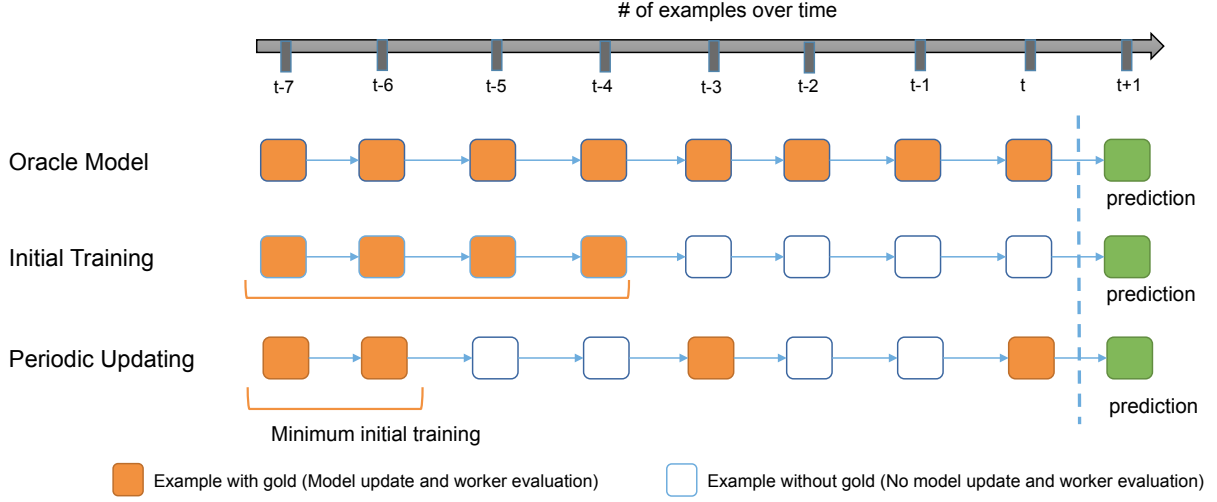 # of examples over time
t-7 t-6 t-5 t-4 t-3 t-2 t-1 t t+1
Oracle Model
prediction
Initial Training
prediction
Periodic Updating
prediction
Minimum initial training
Example with gold (Model update and worker evaluation)
Example without gold (No model update and worker evaluation)